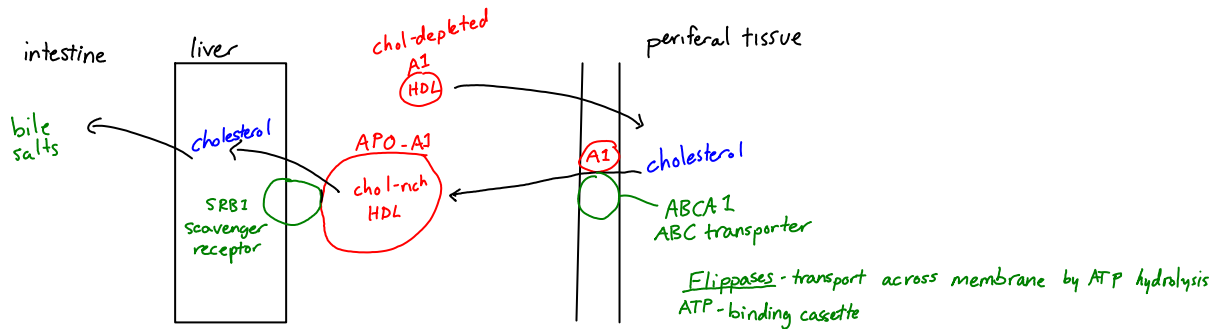 intestine
liver
chol-depleted
A1
HDL
periferal tissue
bile
salts
cholesterol
APO-A1
chol-rich
HDL
SRB1
scavenger
receptor
A1
cholesterol
ABCA1
ABC transporter
Flippases - transport across membrane by ATP hydrolysis
ATP-binding cassette